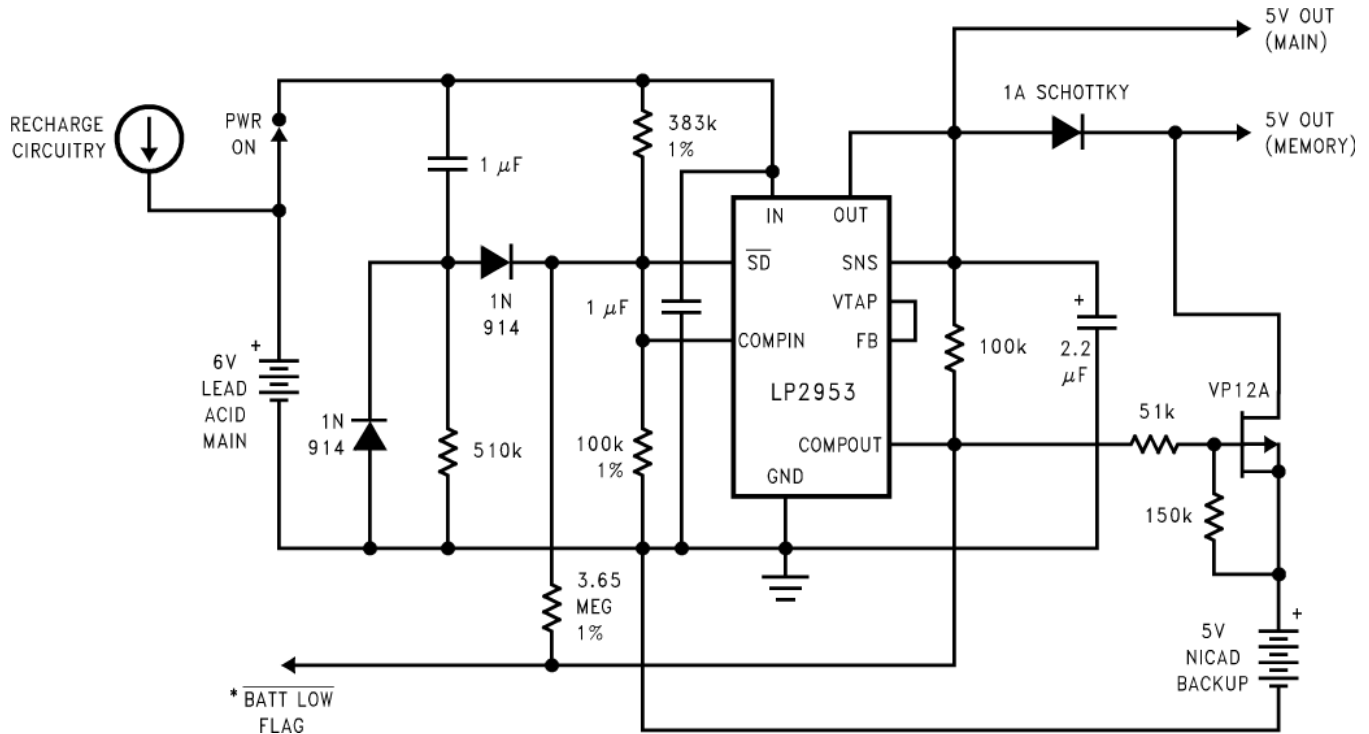 5V OUT
(MAIN)
1A SCHOTTKY
RECHARGE
CIRCUITRY
PWR
ON
383k
1%
5V OUT
(MEMORY)
1 μF
IN
OUT
SD
SNS
1N
914
1 μF
VTAP
+
COMPIN
FB
100k
2.2
μF
6V
+
LEAD
ACID
MAIN
LP2953
VP12A
1N
914
510k
100k
1%
COMPOUT
51k
GND
150k
3.65
MEG
1%
5V
+
NICAD
BACKUP
* BATT LOW
FLAG